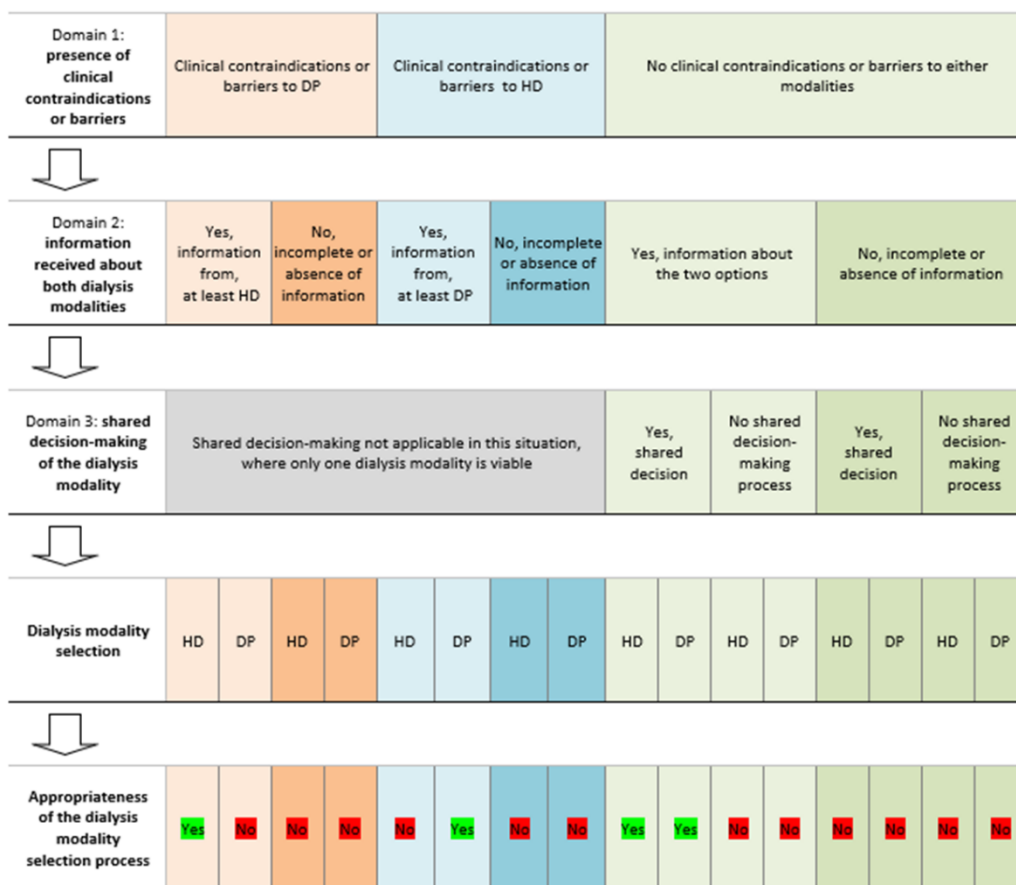 Domain 1:
presence of
clinical
contraindications
or barriers
Clinical contraindications or
barriers to DP
Clinical contraindications or
barriers to HD
No clinical contraindications or barriers to either
modalities
Domain 2:
information
received about
both dialysis
modalities
Yes,
information
from,
at least HD
No,
incomplete or
absence of
information
Yes,
information
from,
at least DP
No, incomplete
or absence of
information
Yes, information about
the two options
No, incomplete or
absence of information
Domain 3: shared
decision-making
of the dialysis
modality
Shared decision-making not applicable in this situation,
where only one dialysis modality is viable
Yes,
shared
decision
No shared
decision-
making
process
Yes,
shared
decision
No shared
decision-
making
process
Dialysis modality
selection
HD DP HD DP HD DP HD DP HD DP HD DP HD DP HD DP
Appropriateness
of the dialysis
modality
selection process
Yes No No No No Yes No No Yes Yes No No No No No No